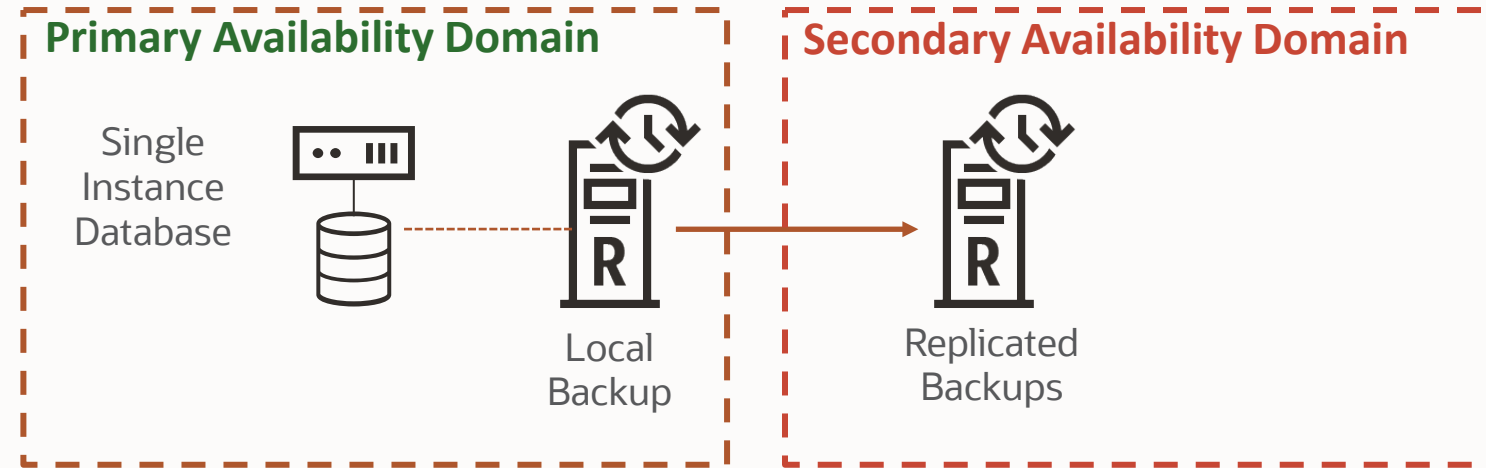 Primary Availability Domain
Secondary Availability Domain
Single
Instance
Database
R
Local
Backup
R
Replicated
Backups